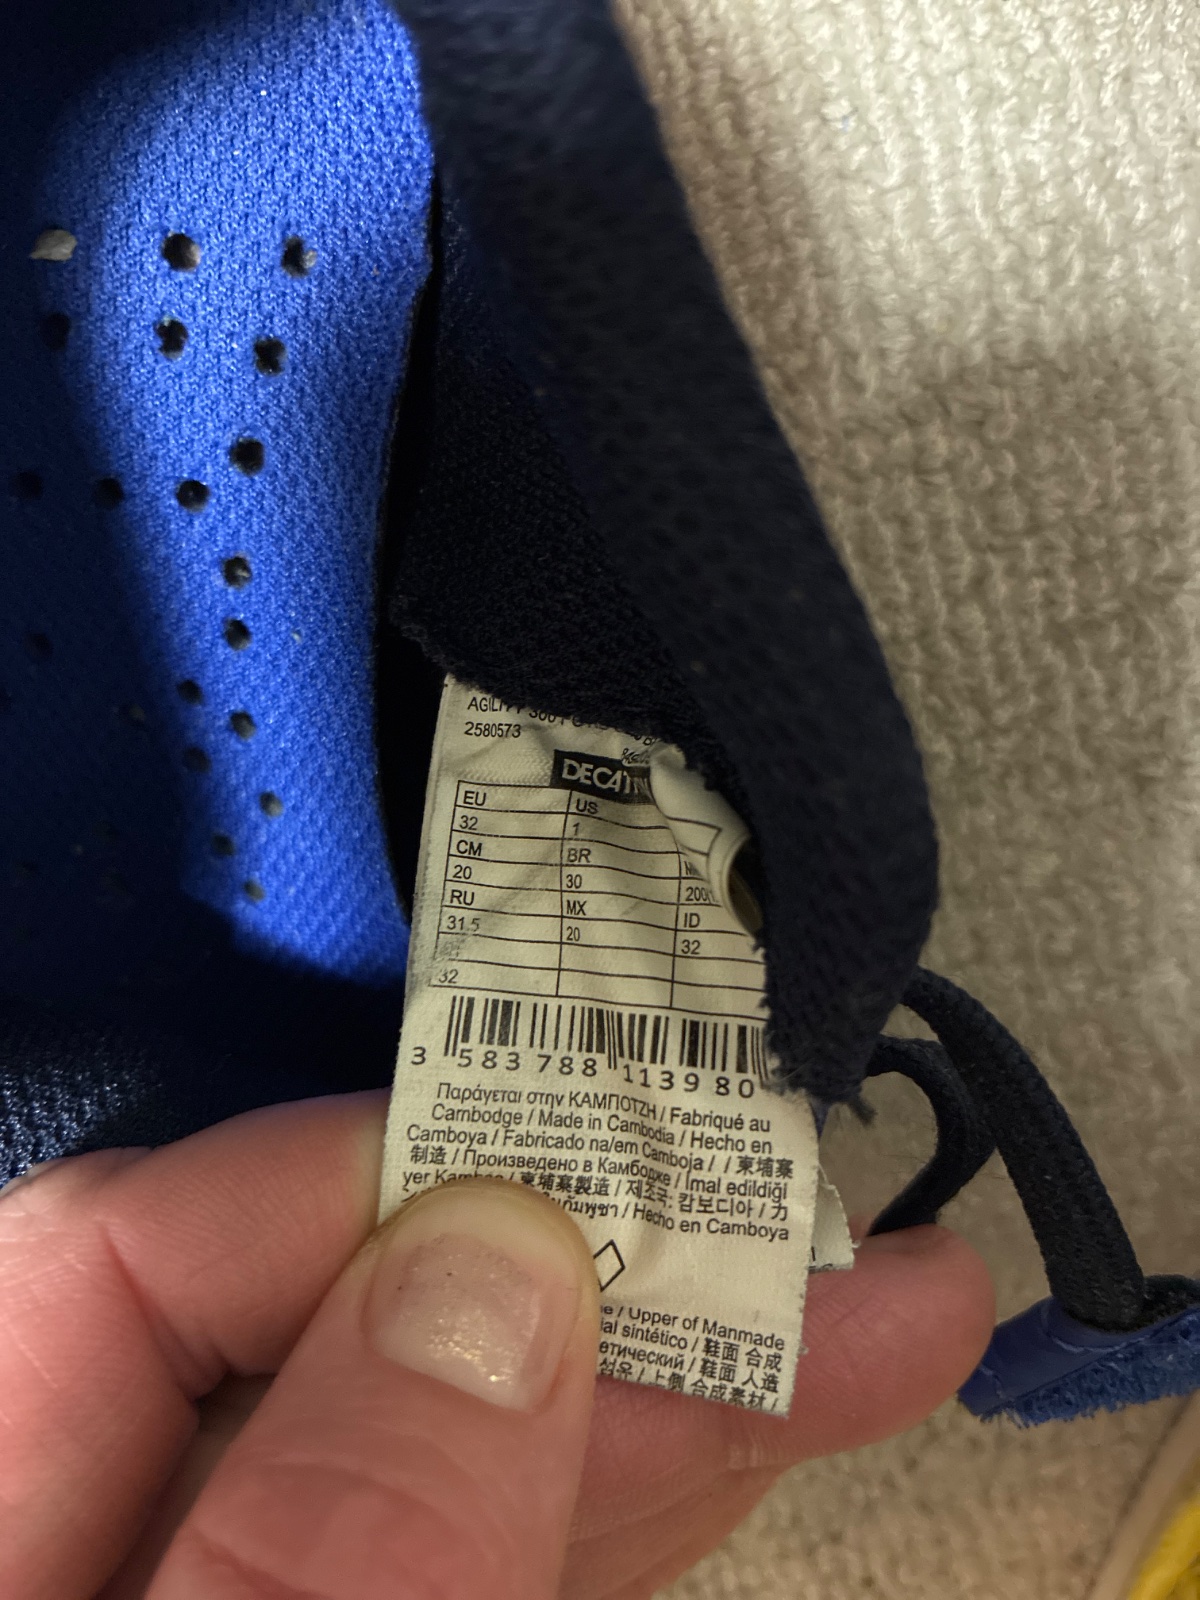 2580573
EU US
32 1
CM BR
20 30
RU MX ID
31.5 20 32
32
3 583788 113980
Παράγεται στην ΚΑΜΠΟΤΖΗ / Fabriqué au
Cambodge / Made in Cambodia / Hecho en
Camboya / Fabricado na/em Camboja / / 柬埔寨
制造 / Произведено в Камбодже / İmal edildiği
yer / 柬埔寨製造 / 제조국: 캄보디아 / カ
/ Hecho en Camboya
/ Upper of Manmade
sintético / 鞋面 合成
/ 鞋面 人造
섬유 / 上側 合成素材 /